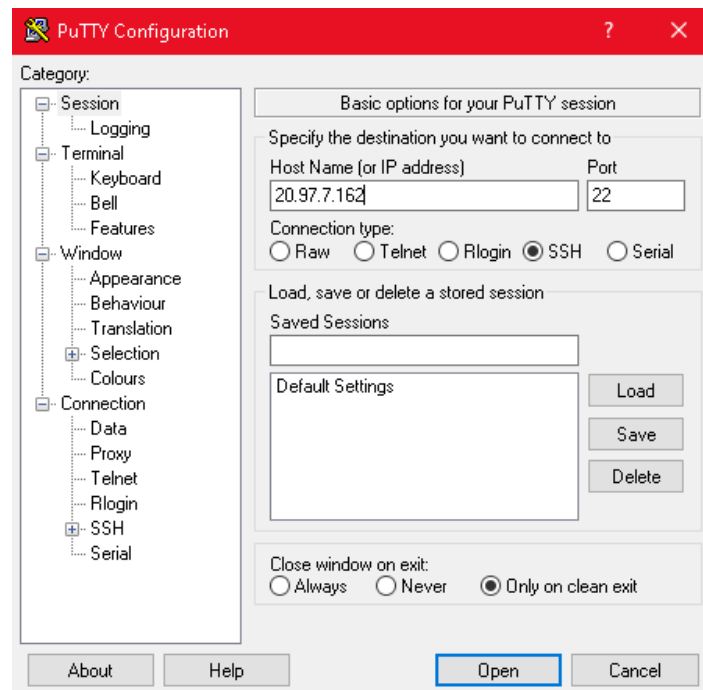 PuTTY Configuration ? ×
Category:
Session
Logging
Terminal
Keyboard
Bell
Features
Window
Appearance
Behaviour
Translation
Selection
Colours
Connection
Data
Proxy
Telnet
Rlogin
SSH
Serial
Basic options for your PuTTY session
Specify the destination you want to connect to
Host Name (or IP address) Port
20.97.7.162 22
Connection type:
Raw Telnet Rlogin SSH Serial
Load, save or delete a stored session
Saved Sessions
Default Settings
Load
Save
Delete
Close window on exit:
Always Never Only on clean exit
About Help Open Cancel